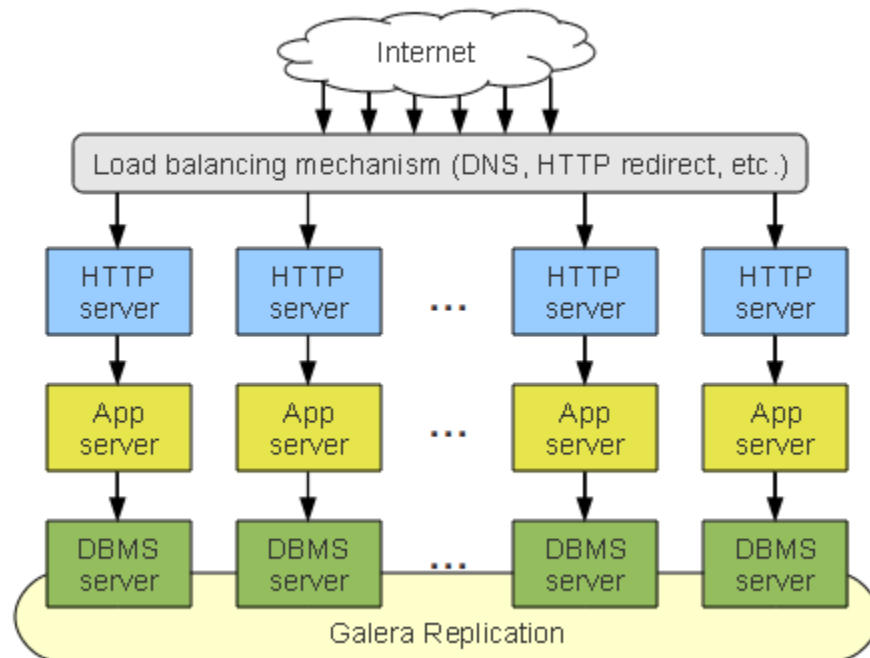 Internet
Load balancing mechanism (DNS, HTTP redirect, etc.)
HTTP server
HTTP server
...
HTTP server
HTTP server
App server
App server
...
App server
App server
DBMS server
DBMS server
...
DBMS server
DBMS server
Galera Replication